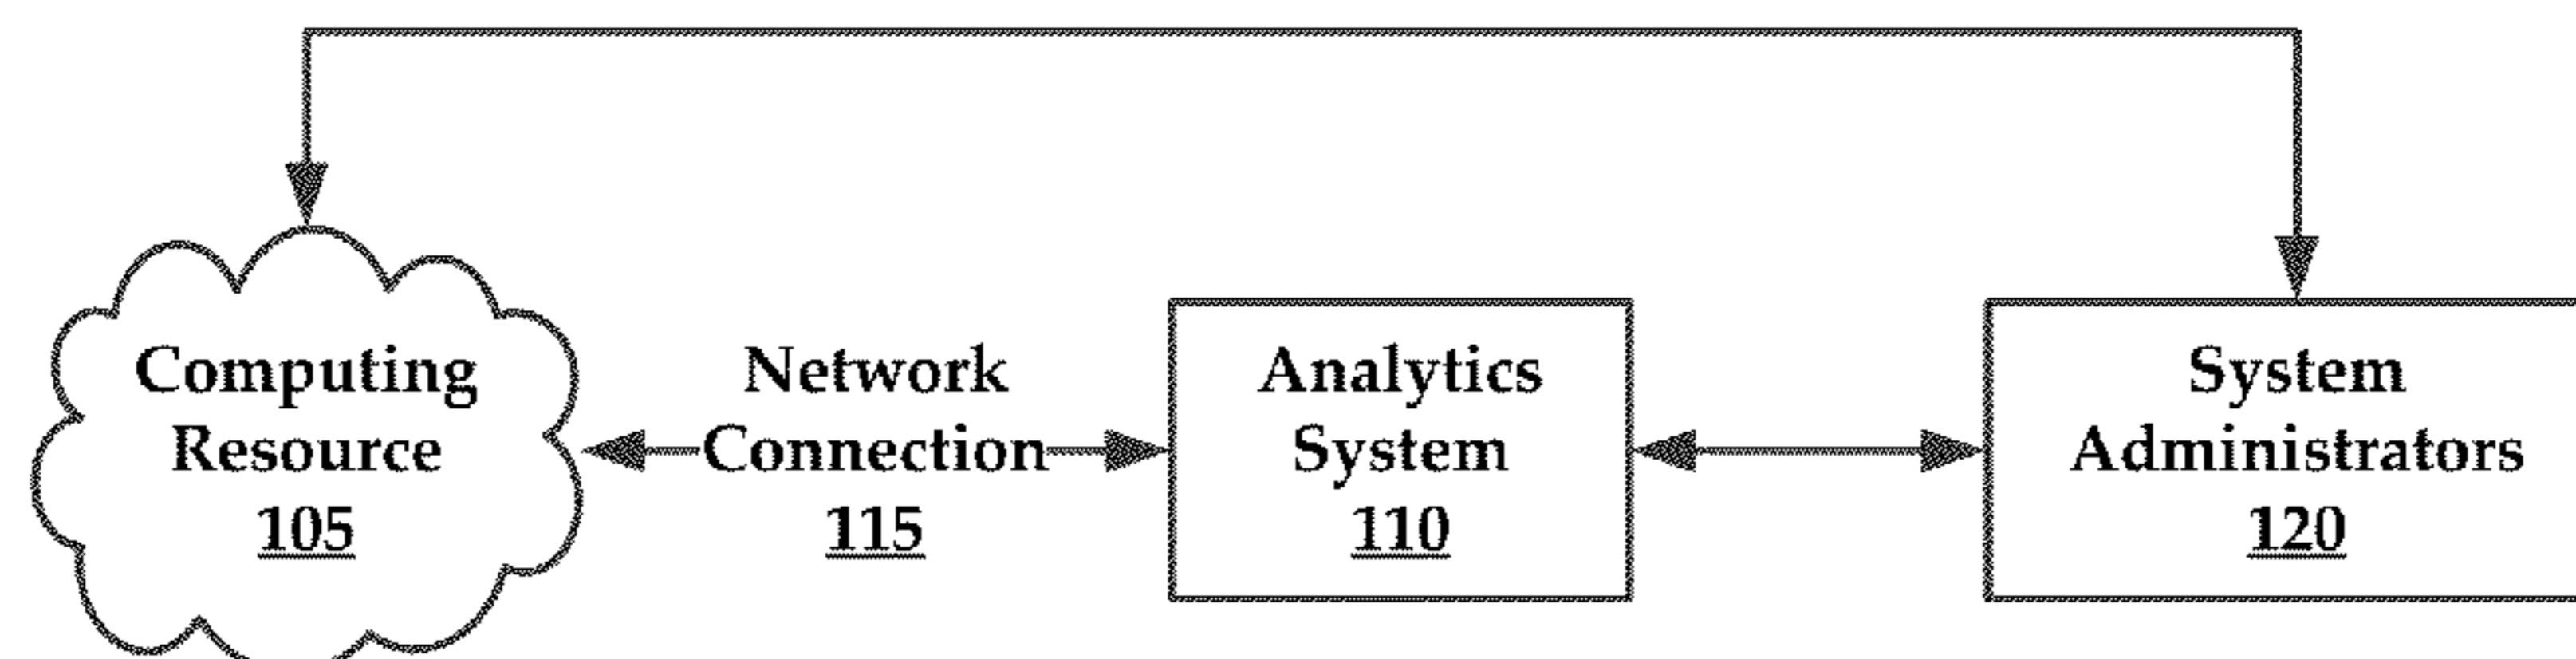 Computing
Resource
105
Network
Connection
115
Analytics
System
110
System
Administrators
120